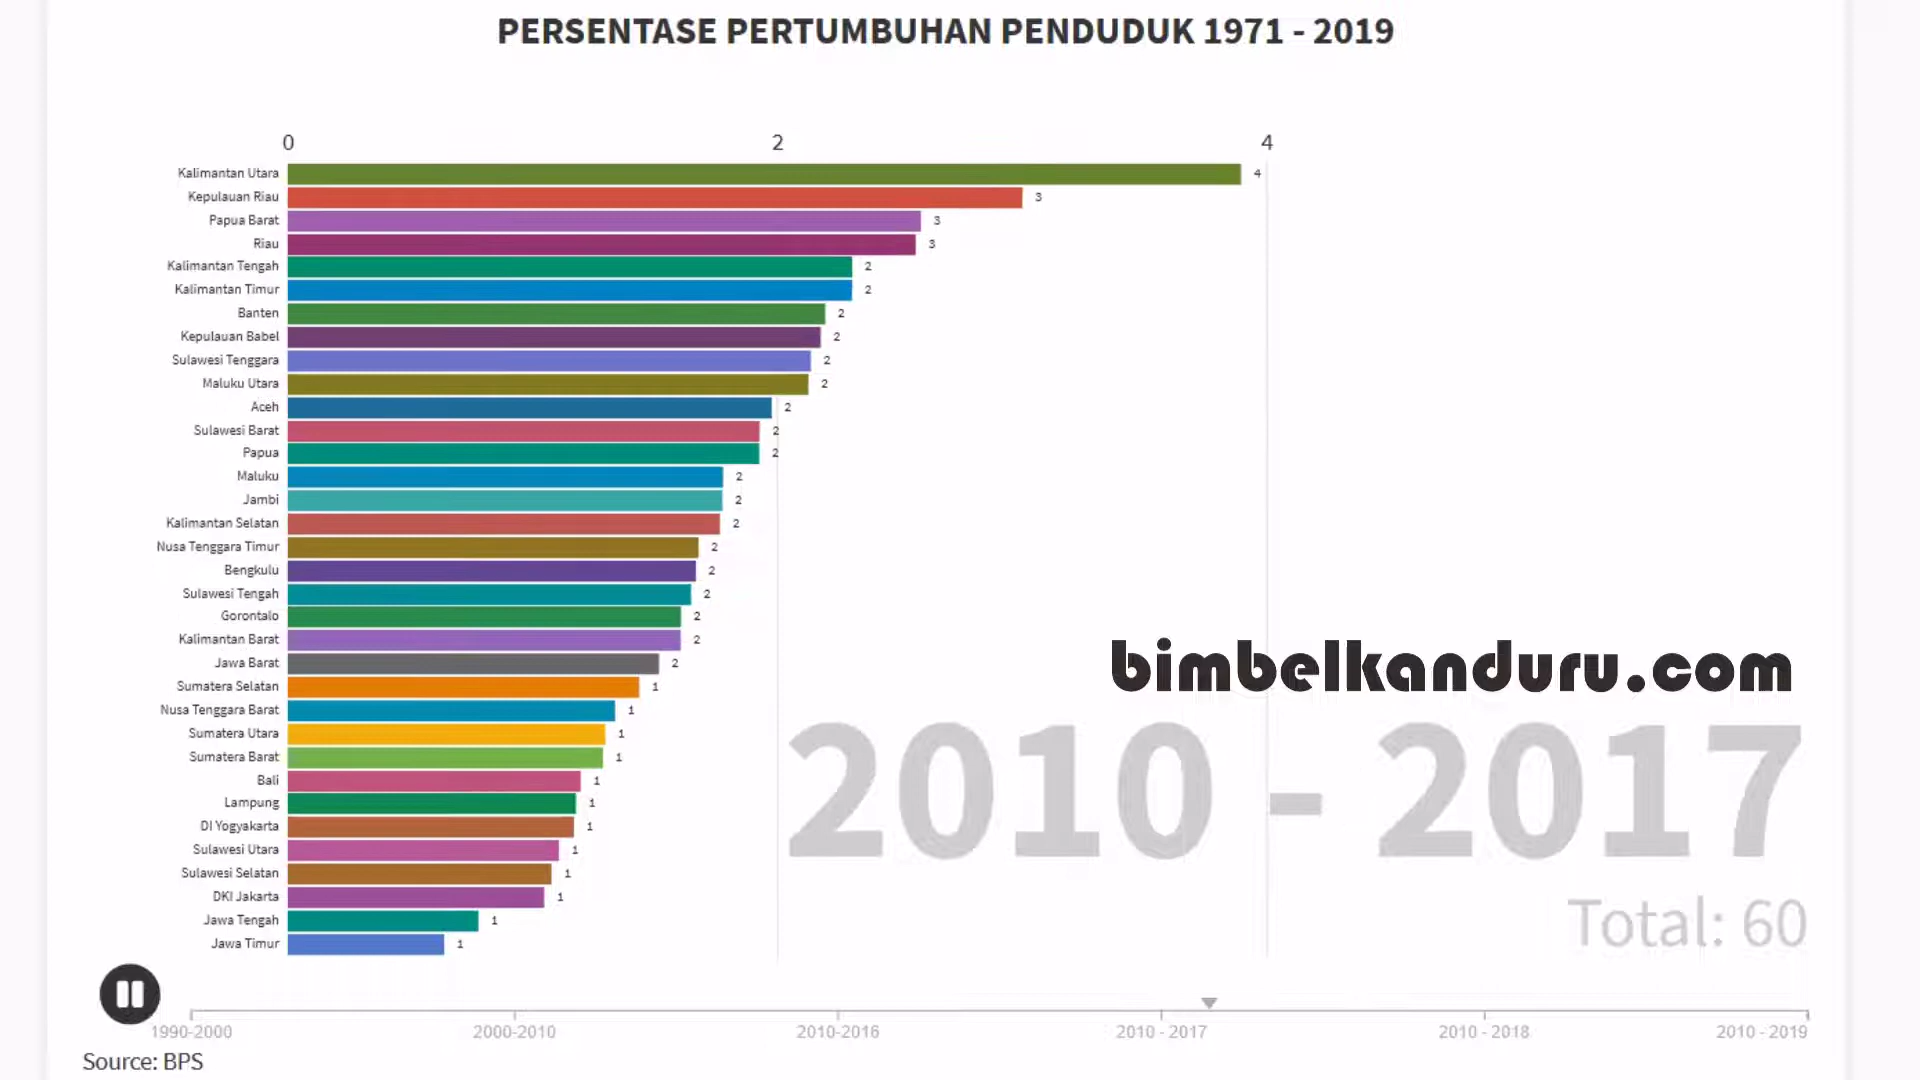 PERSENTASE PERTUMBUHAN PENDUDUK 1971 - 2019
0 2 4
Kalimantan Utara 4
Kepulauan Riau 3
Papua Barat 3
Riau 3
Kalimantan Tengah 2
Kalimantan Timur 2
Banten 2
Kepulauan Babel 2
Sulawesi Tenggara 2
Maluku Utara 2
Aceh 2
Sulawesi Barat 2
Papua 2
Maluku 2
Jambi 2
Kalimantan Selatan 2
Nusa Tenggara Timur 2
Bengkulu 2
Sulawesi Tengah 2
Gorontalo 2
Kalimantan Barat 2
Jawa Barat 2
Sumatera Selatan 1
Nusa Tenggara Barat 1
Sumatera Utara 1
Sumatera Barat 1
Bali 1
Lampung 1
DI Yogyakarta 1
Sulawesi Utara 1
Sulawesi Selatan 1
DKI Jakarta 1
Jawa Tengah 1
Jawa Timur 1
bimbelkanduru.com
2010 - 2017
Total: 60
1990-2000 2000-2010 2010-2016 2010 - 2017 2010 - 2018 2010 - 2019
Source: BPS